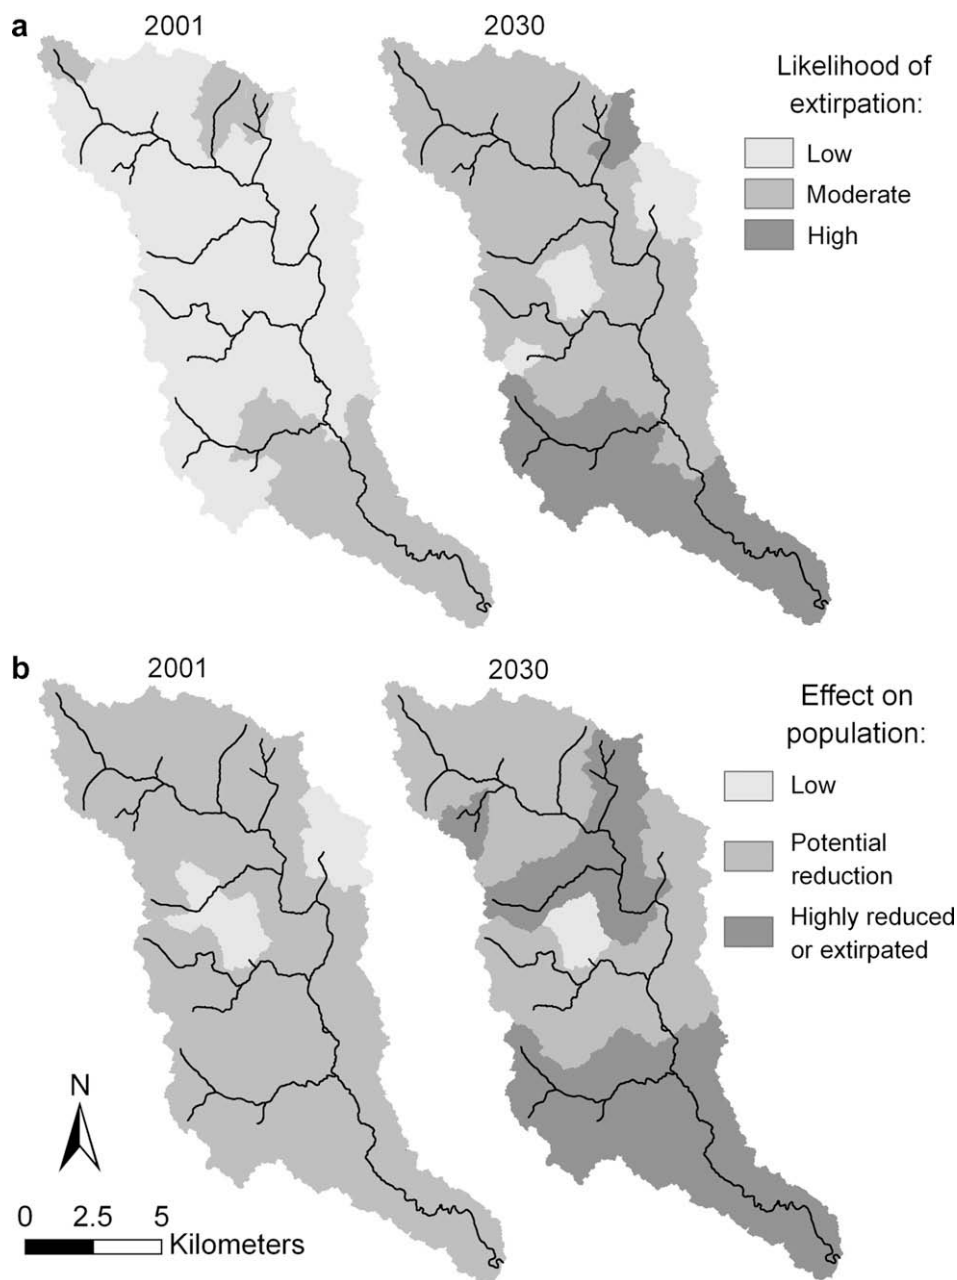 a
2001
2030
Likelihood of
extirpation:
Low
Moderate
High
b
2001
2030
Effect on
population:
Low
Potential
reduction
Highly reduced
or extirpated
N
0 2.5 5
Kilometers